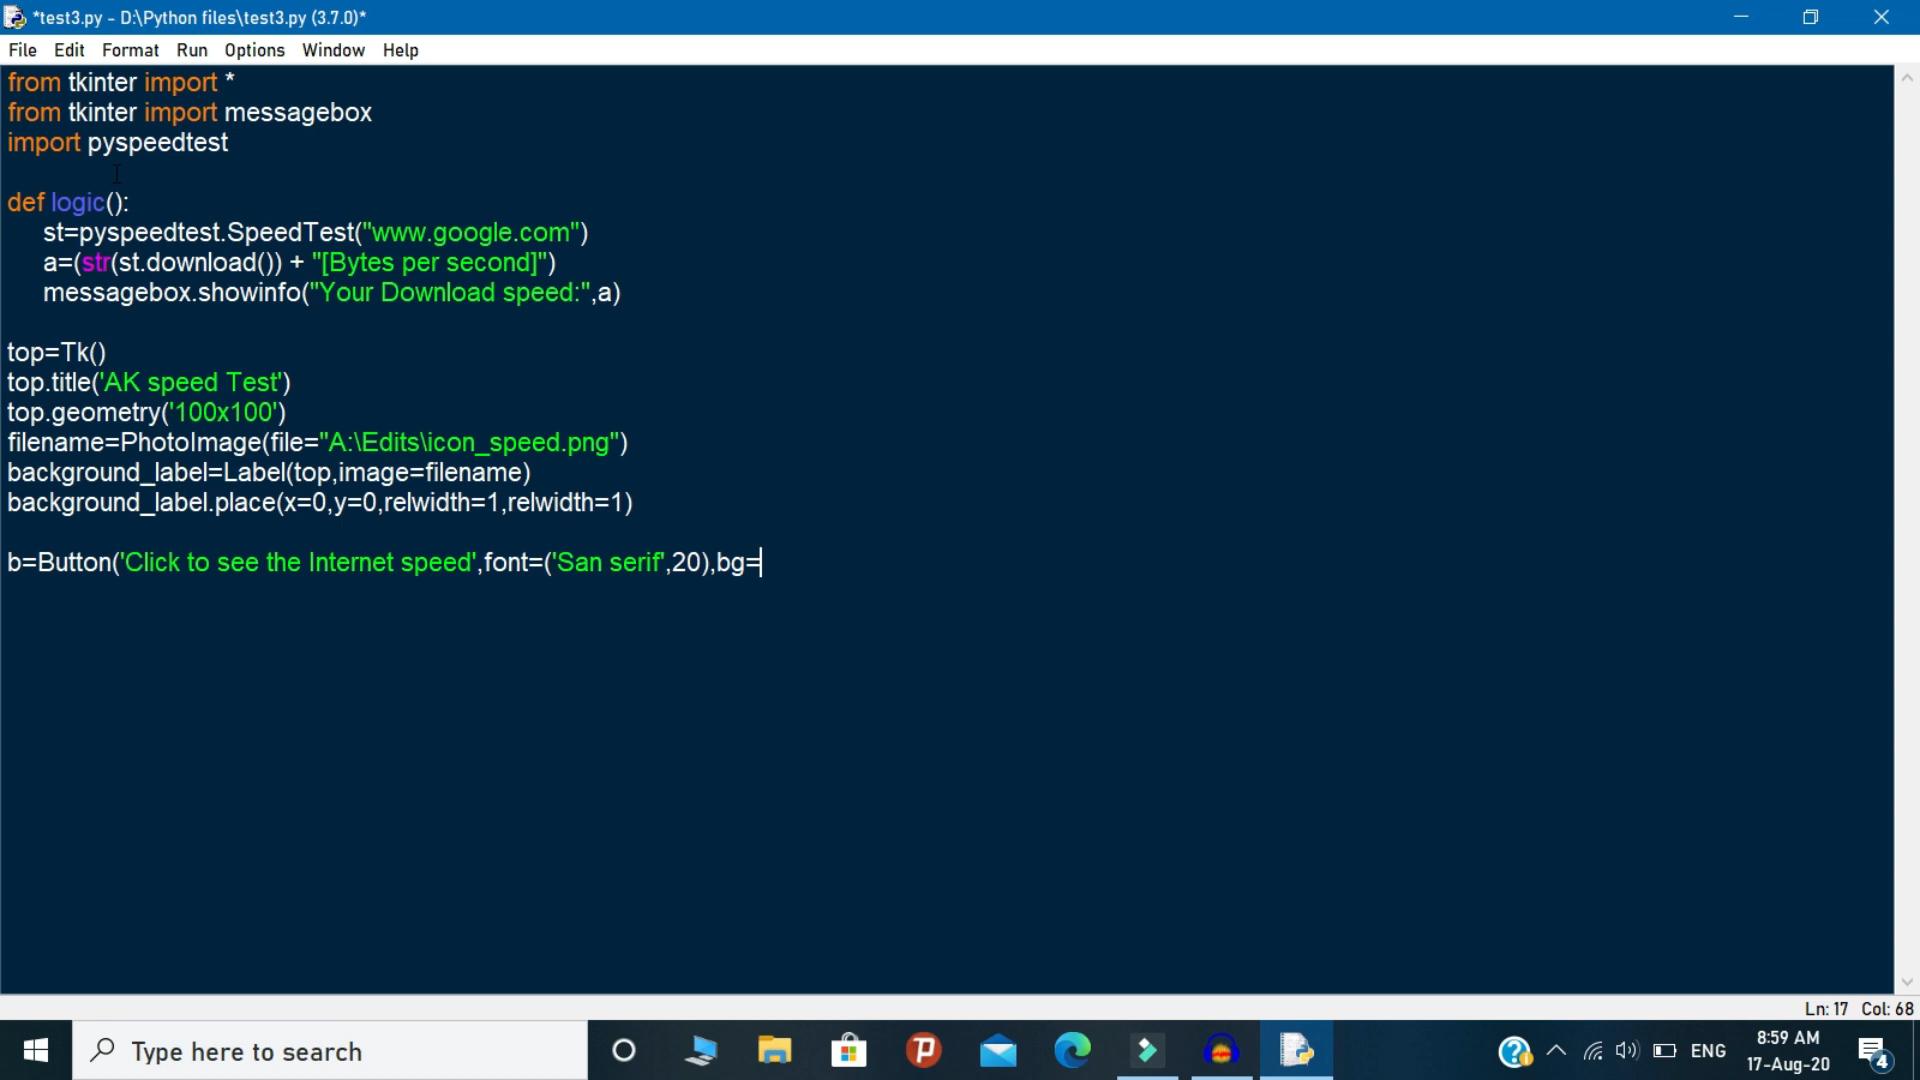 *test3.py - D:\Python files\test3.py (3.7.0)*
File Edit Format Run Options Window Help
from tkinter import *
from tkinter import messagebox
import pyspeedtest
def logic():
st=pyspeedtest.SpeedTest("www.google.com")
a=(str(st.download()) + "[Bytes per second]")
messagebox.showinfo("Your Download speed:",a)
top=Tk()
top.title('AK speed Test')
top.geometry('100x100')
filename=PhotoImage(file="A:\Edits\icon_speed.png")
background_label=Label(top,image=filename)
background_label.place(x=0,y=0,relwidth=1,relwidth=1)
b=Button('Click to see the Internet speed',font=('San serif',20),bg=
Ln: 17 Col: 68
Type here to search
ENG
8:59 AM
17-Aug-20
4